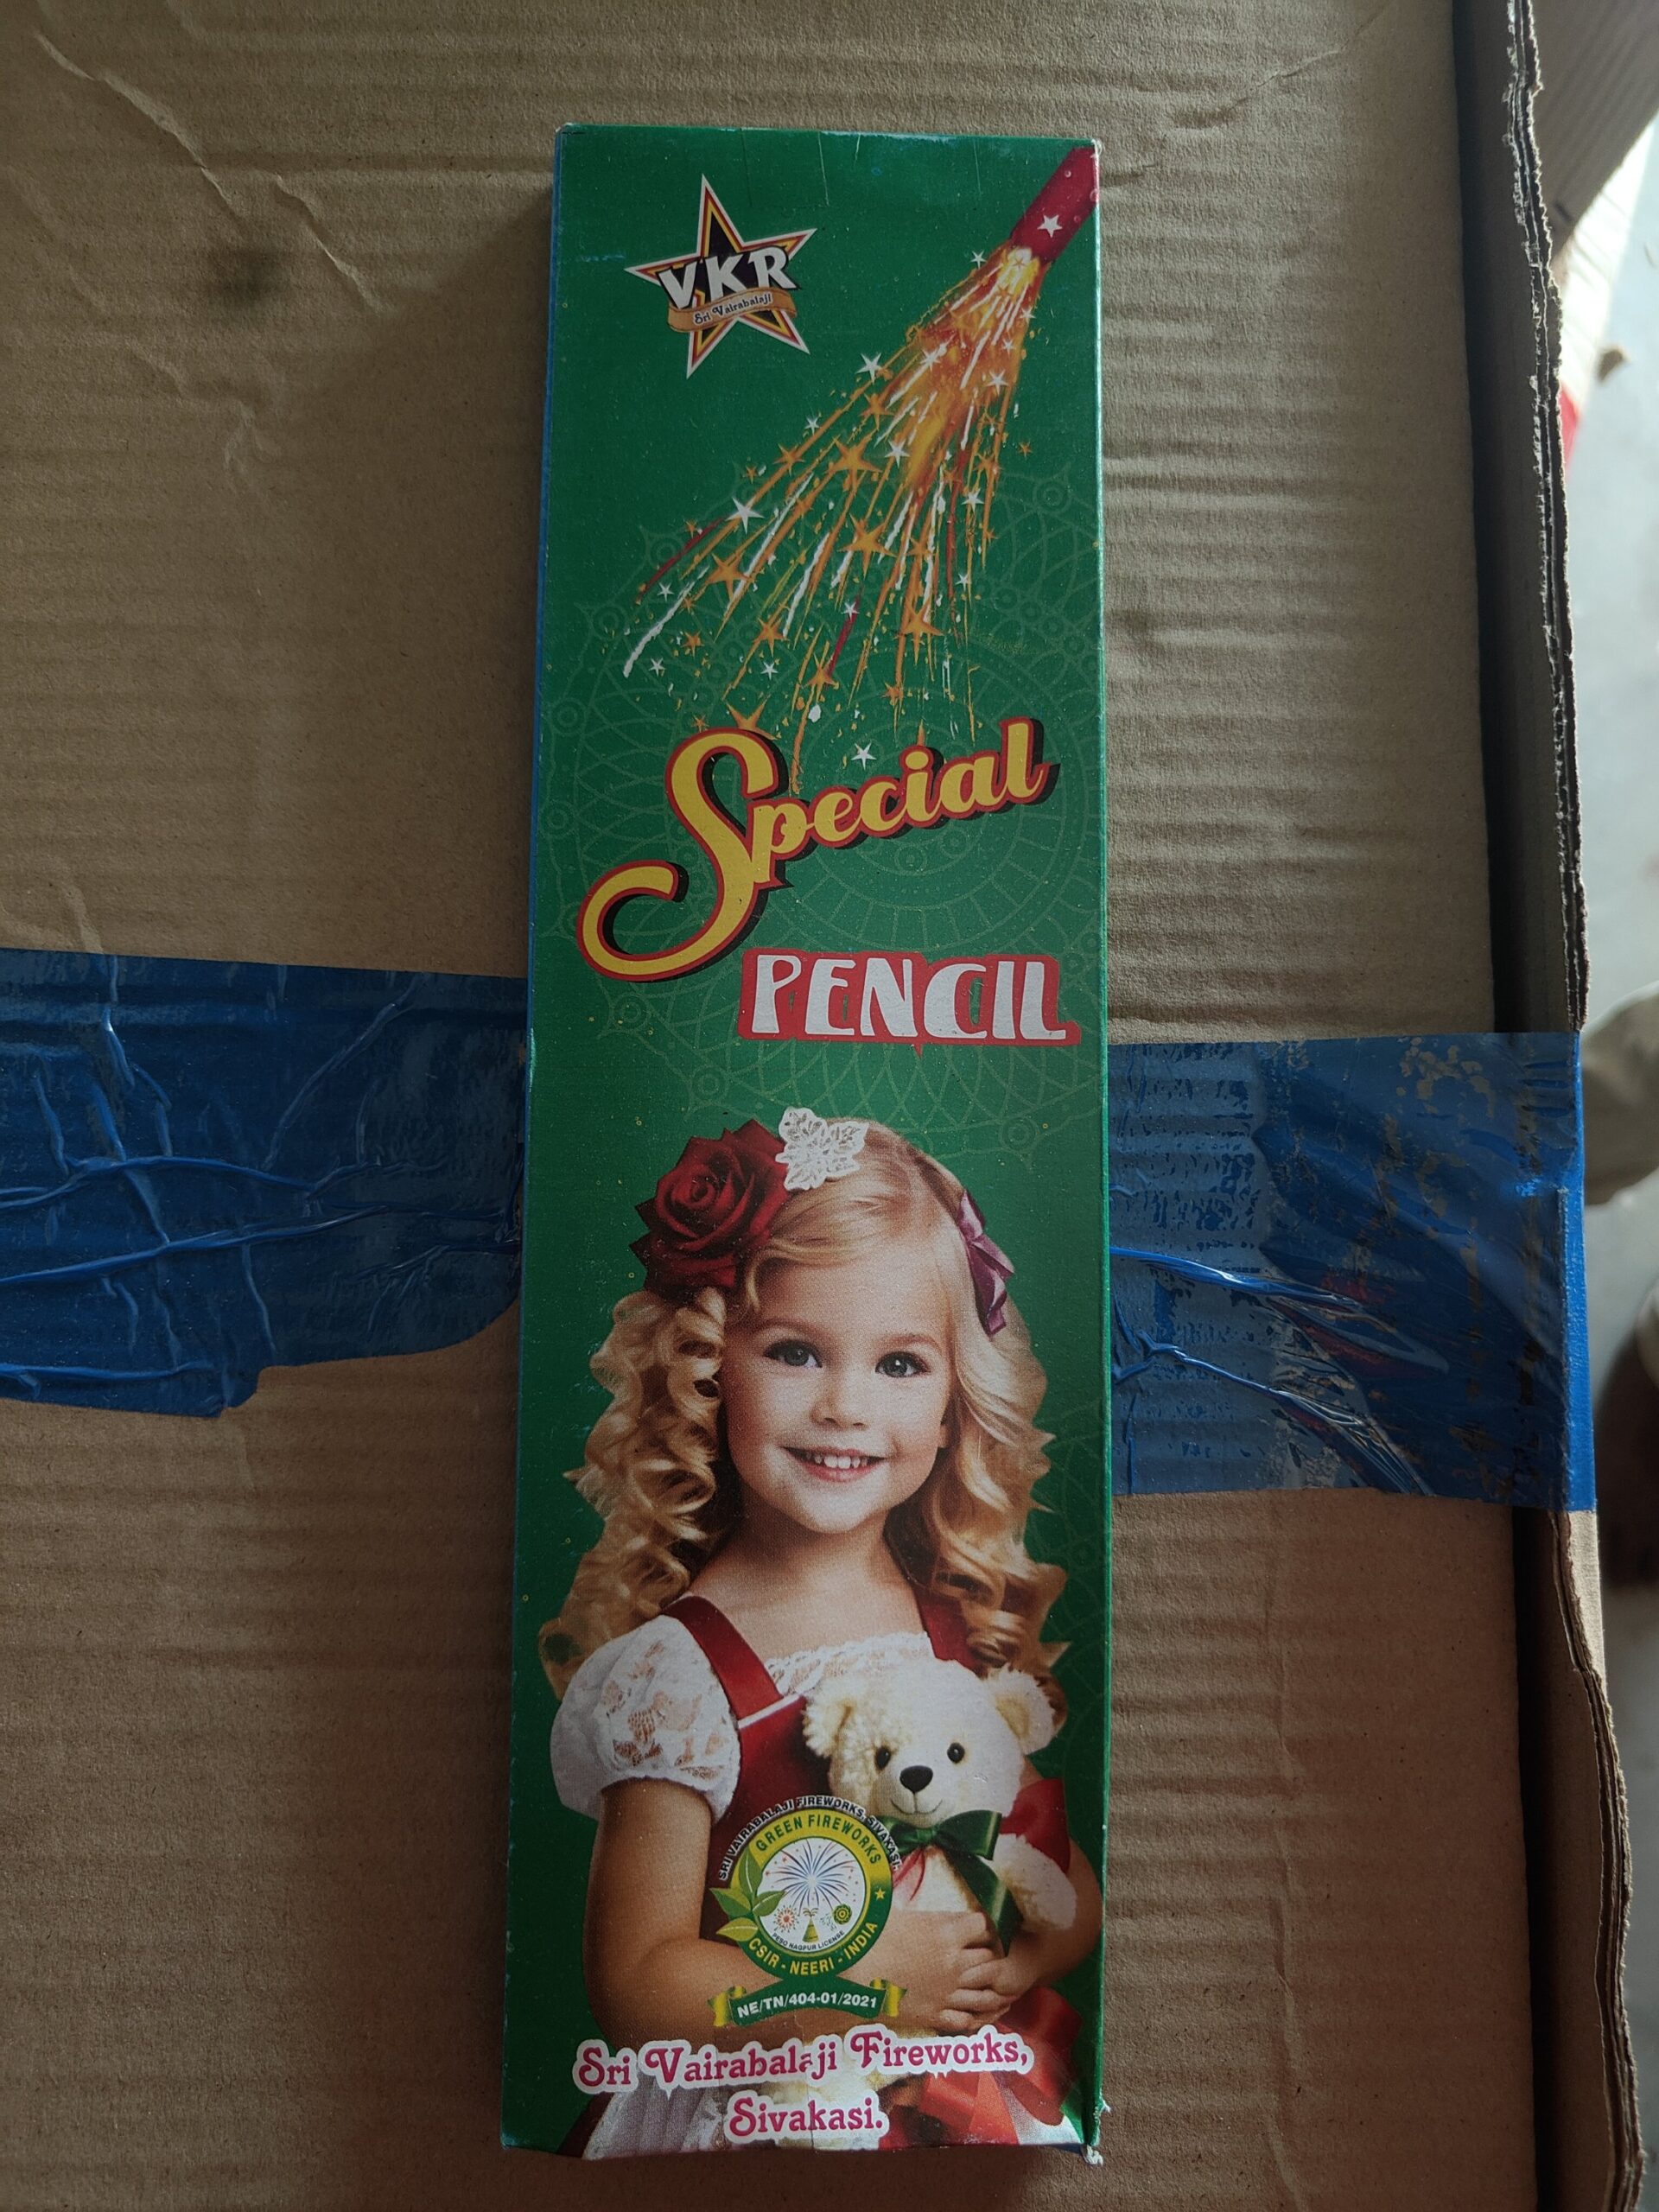 VKR
Sri Vairabalaji
Special
PENCIL
SRI VAIRABALAJI FIREWORKS, SIVAKASI
GREEN FIREWORKS
PESO NAGPUR LICENSE
CSIR - NEERI - INDIA
NE/TN/404-01/2021
Sri Vairabalaji Fireworks,
Sivakasi.